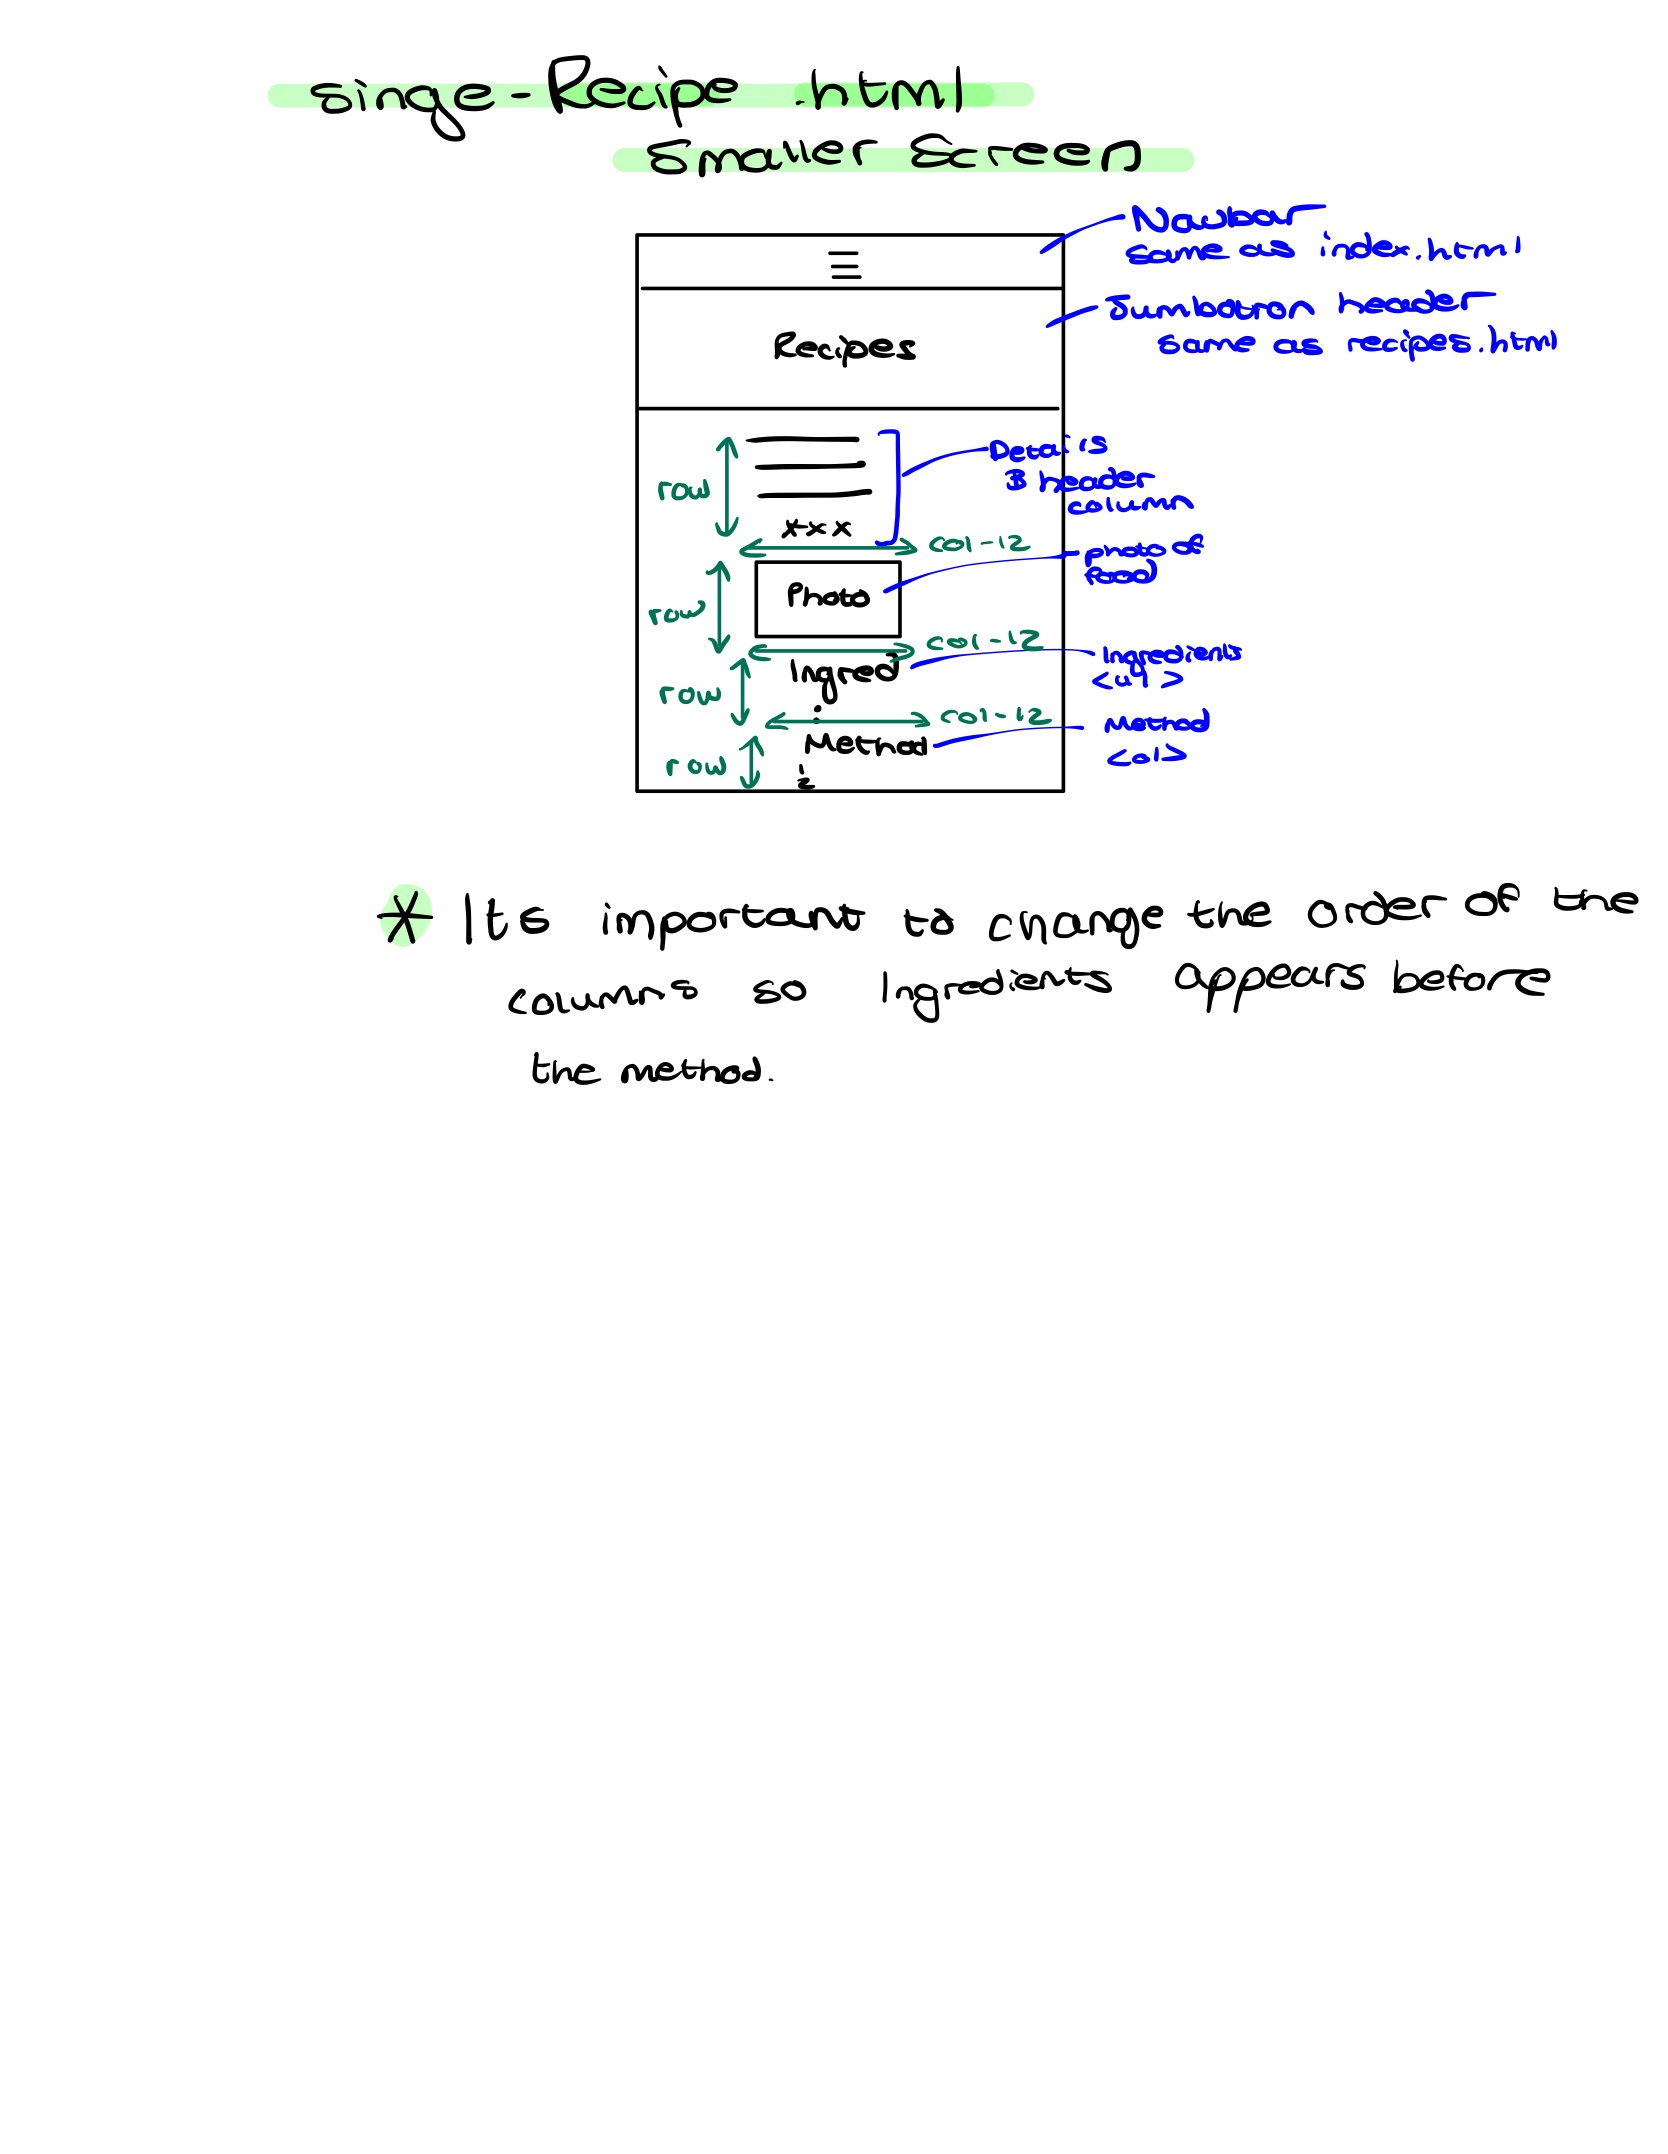 singe-Recipe.html
Smaller Screen
Navbar
same as index.html
Jumbotron header
same as recipes.html
Recipes
row
Details
& header
column
xxx
col-12
row
Photo
photo of
food
col-12
row
Ingred
Ingredients
<ul>
col-12
row
Method
Method
<ol>
1
2
* Its important to change the order of the
columns so Ingredients appears before
the method.